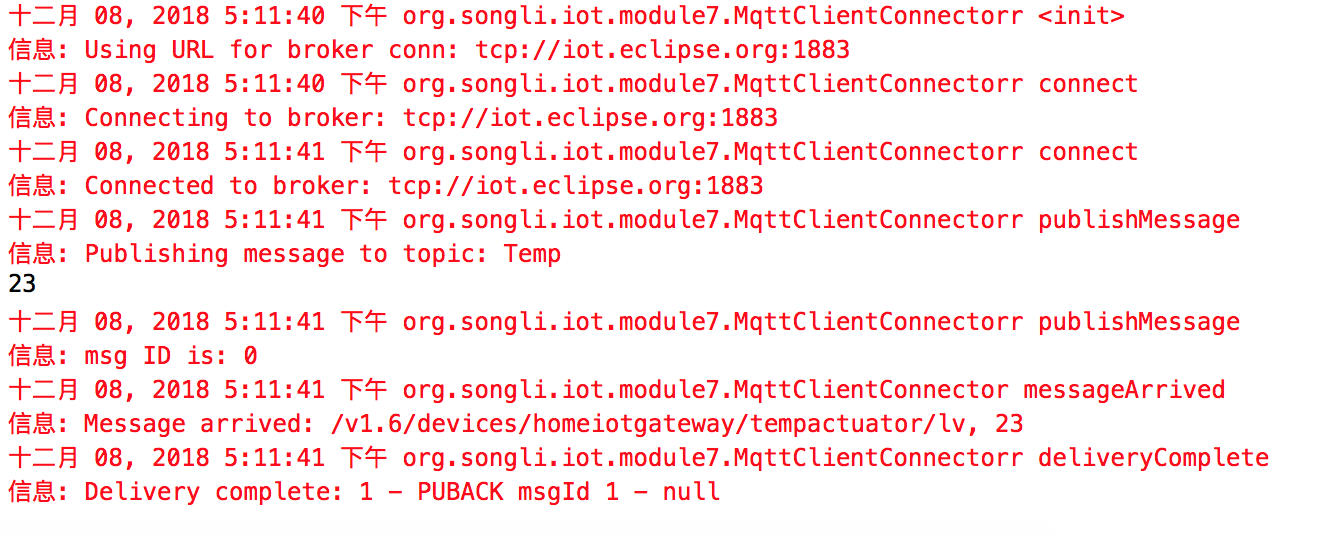 十二月 08, 2018 5:11:40 下午 org.songli.iot.module7.MqttClientConnectorr <init>
信息: Using URL for broker conn: tcp://iot.eclipse.org:1883
十二月 08, 2018 5:11:40 下午 org.songli.iot.module7.MqttClientConnectorr connect
信息: Connecting to broker: tcp://iot.eclipse.org:1883
十二月 08, 2018 5:11:41 下午 org.songli.iot.module7.MqttClientConnectorr connect
信息: Connected to broker: tcp://iot.eclipse.org:1883
十二月 08, 2018 5:11:41 下午 org.songli.iot.module7.MqttClientConnectorr publishMessage
信息: Publishing message to topic: Temp
23
十二月 08, 2018 5:11:41 下午 org.songli.iot.module7.MqttClientConnectorr publishMessage
信息: msg ID is: 0
十二月 08, 2018 5:11:41 下午 org.songli.iot.module7.MqttClientConnector messageArrived
信息: Message arrived: /v1.6/devices/homeiotgateway/tempactuator/lv, 23
十二月 08, 2018 5:11:41 下午 org.songli.iot.module7.MqttClientConnectorr deliveryComplete
信息: Delivery complete: 1 - PUBACK msgId 1 - null